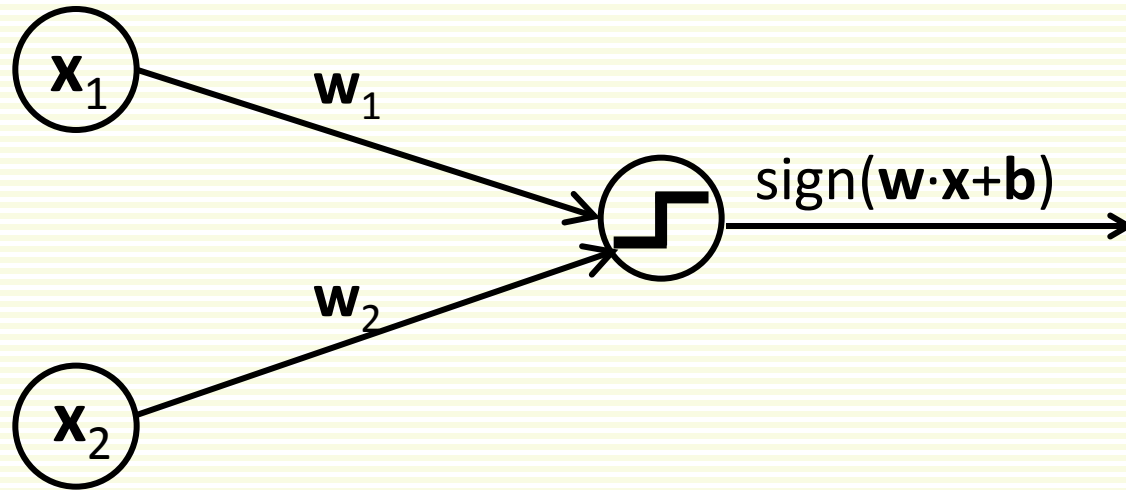 x₁
w₁
sign(w·x+b)
w₂
x₂